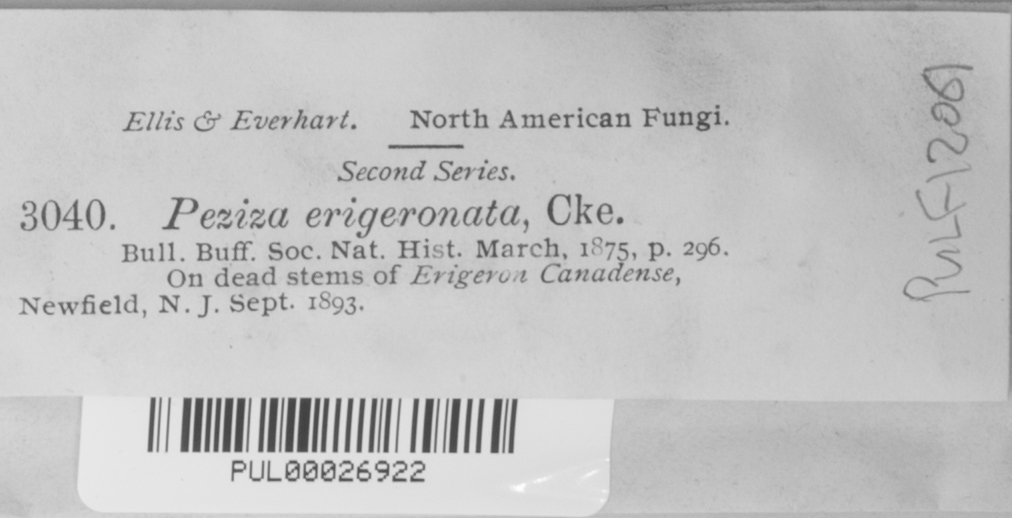 Ellis & Everhart. North American Fungi.
Second Series.
3040. Peziza erigeronata, Cke.
Bull. Buff. Soc. Nat. Hist. March, 1875, p. 296.
On dead stems of Erigeron Canadense,
Newfield, N. J. Sept. 1893.
PULF12061
PUL00026922